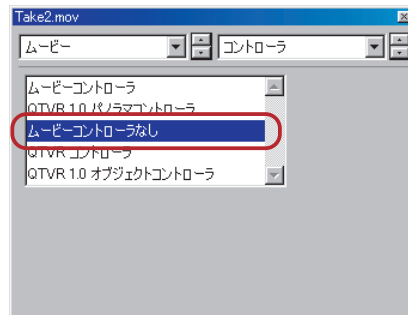 Take2.mov
ムービー コントローラ
ムービーコントローラ
QTVR 1.0 パノラマコントローラ
ムービーコントローラなし
QTVR コントローラ
QTVR 1.0 オブジェクトコントローラ